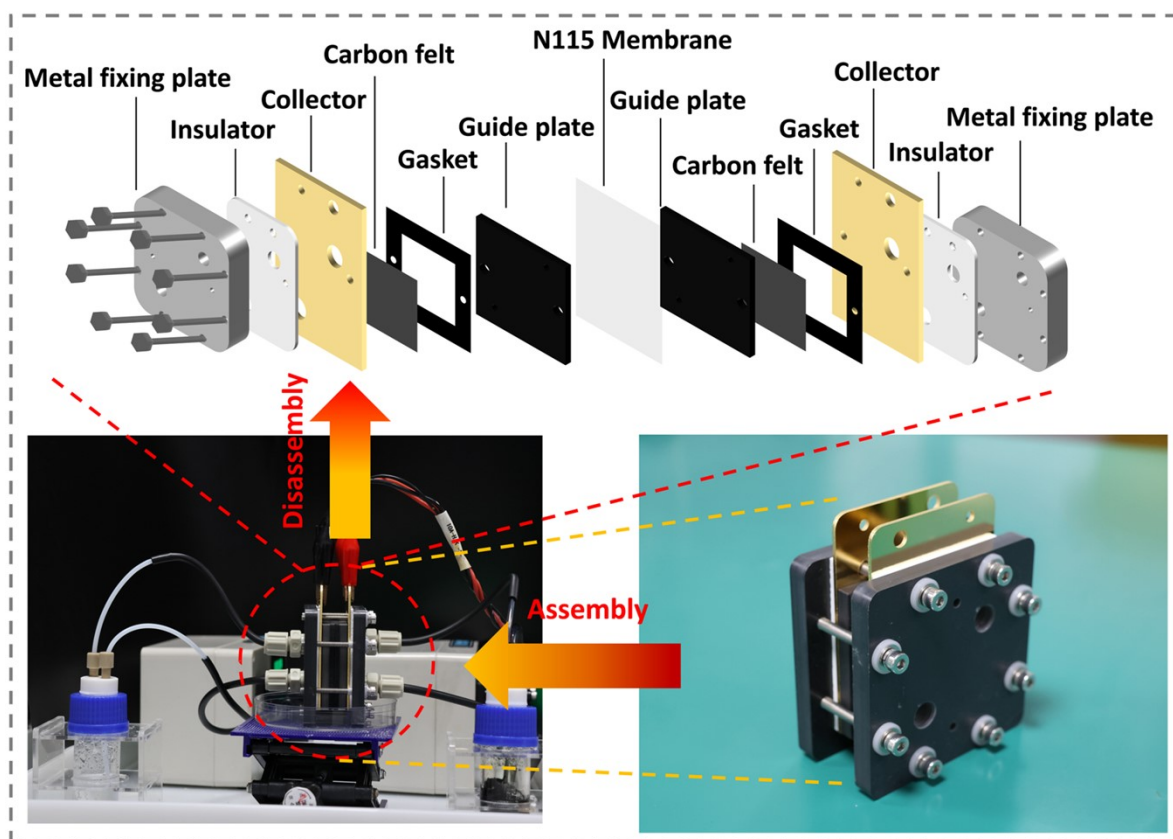 N115 Membrane
Carbon felt
Collector
Metal fixing plate
Collector
Guide plate
Metal fixing plate
Insulator
Guide plate
Gasket
Gasket
Carbon felt
Insulator
Disassembly
Assembly